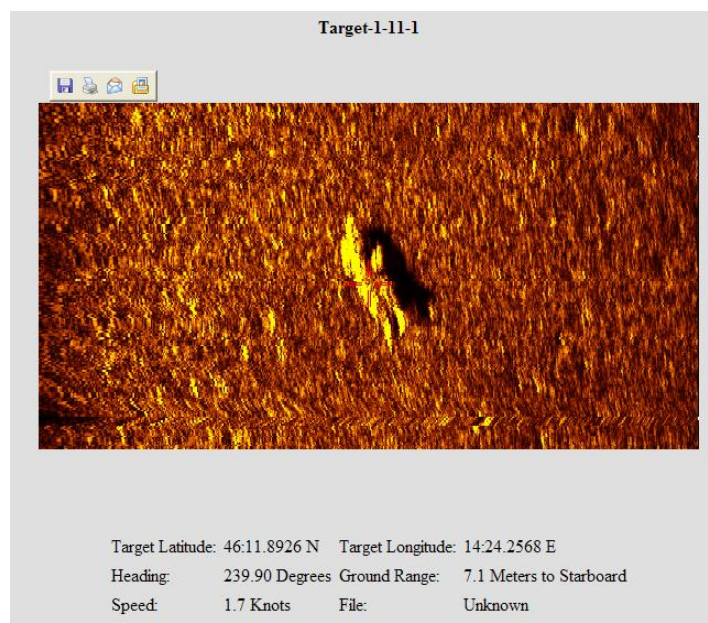 Target-1-11-1
Target Latitude: 46:11.8926 N Target Longitude: 14:24.2568 E
Heading: 239.90 Degrees Ground Range: 7.1 Meters to Starboard
Speed: 1.7 Knots File: Unknown